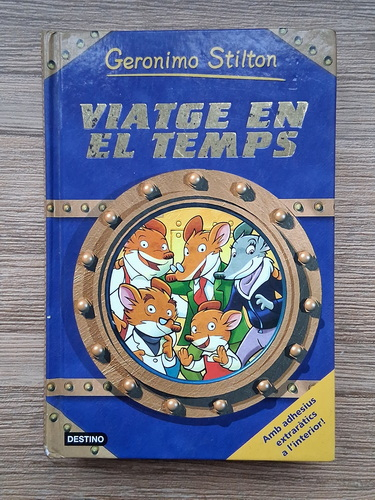 Geronimo Stilton
VIATGE EN
EL TEMPS
Amb adhesius
extraràtics
a l'interior!
DESTINO